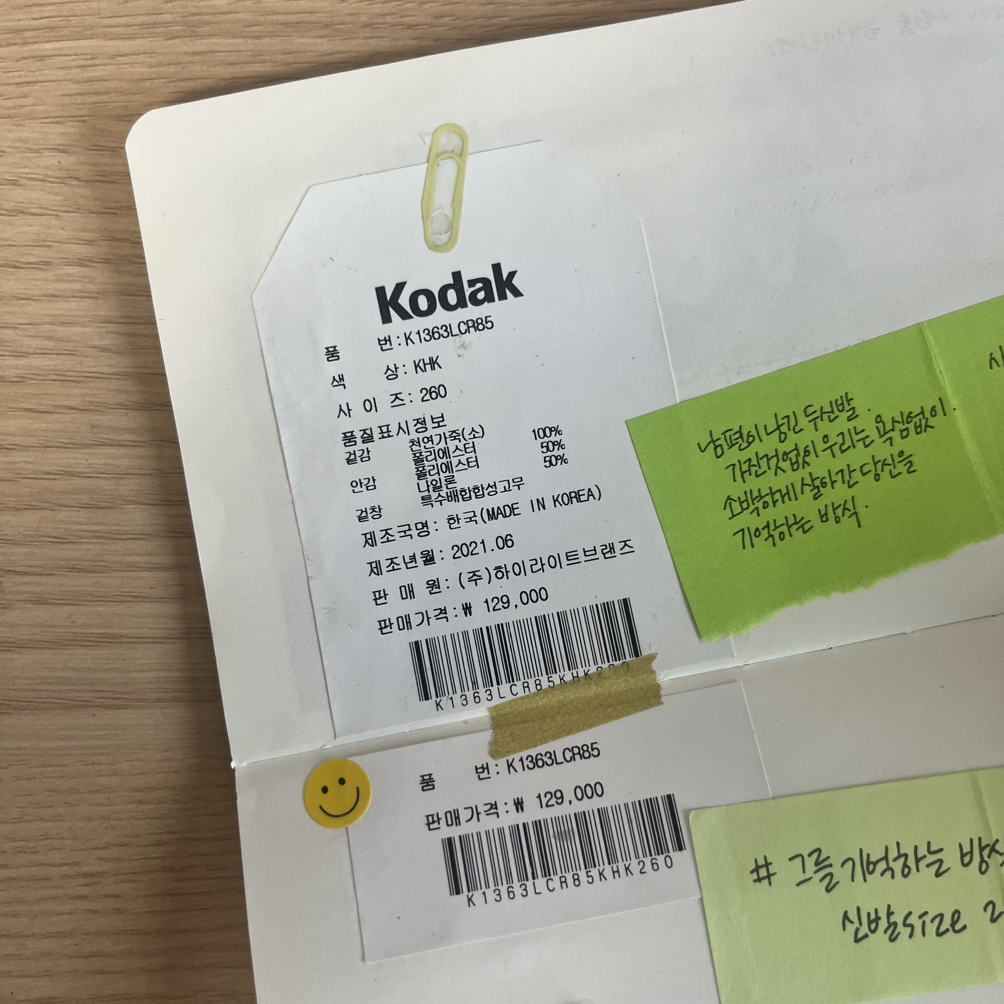 Kodak
품 번:K1363LCR85
색 상:KHK
사 이 즈:260
품질표시정보
겉감 천연가죽(소) 100%
폴리에스터 50%
안감 폴리에스터 50%
나일론
겉창 특수배합합성고무
제조국명:한국(MADE IN KOREA)
제조년월:2021.06
판 매 원:(주)하이라이트브랜즈
판매가격:₩ 129,000
K1363LCR85KHK260
품 번:K1363LCR85
판매가격:₩ 129,000
K1363LCR85KHK260
남편이 남긴 두신발.
가진것없이 우리는 욕심없이.
소박하게 살아간 당신을
기억하는 방식.
# 그를 기억하는 방식
신발size 2